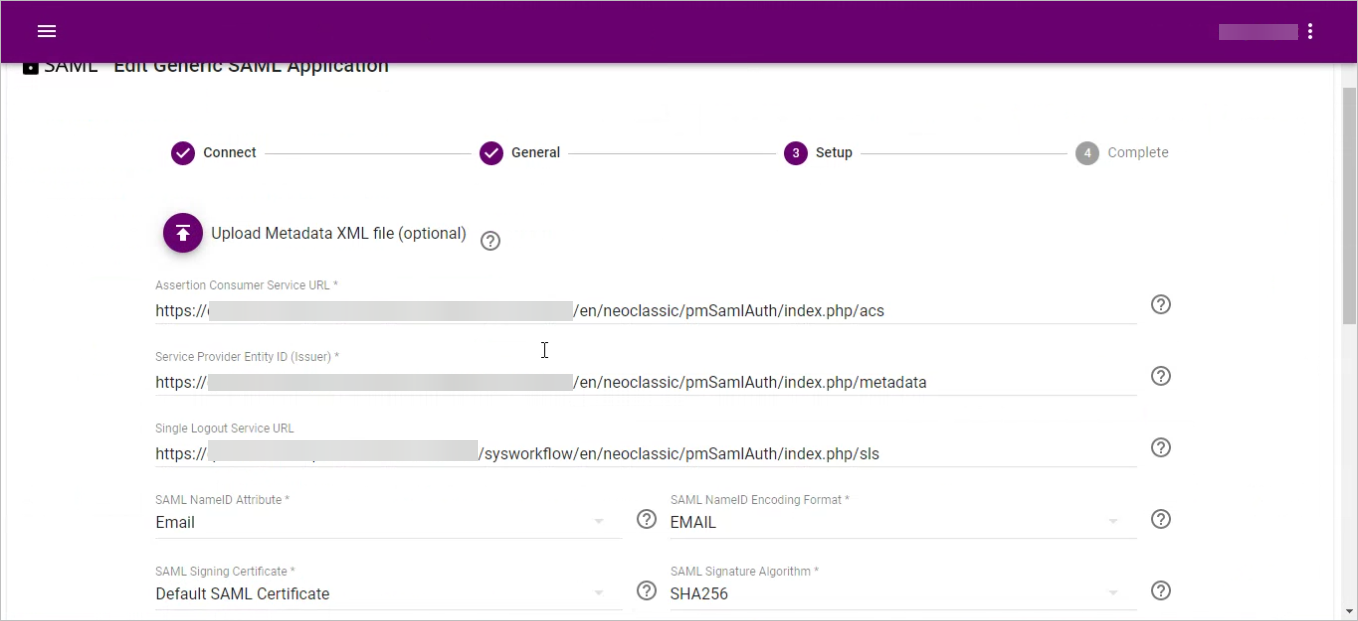 SAML Edit Generic SAML Application
Connect
General
3 Setup
4 Complete
Upload Metadata XML file (optional) ?
Assertion Consumer Service URL *
https:// /en/neoclassic/pmSamlAuth/index.php/acs ?
Service Provider Entity ID (Issuer) *
https:// /en/neoclassic/pmSamlAuth/index.php/metadata ?
Single Logout Service URL
https:// /sysworkflow/en/neoclassic/pmSamlAuth/index.php/sls ?
SAML NameID Attribute * SAML NameID Encoding Format *
Email ? EMAIL ?
SAML Signing Certificate * SAML Signature Algorithm *
Default SAML Certificate ? SHA256 ?